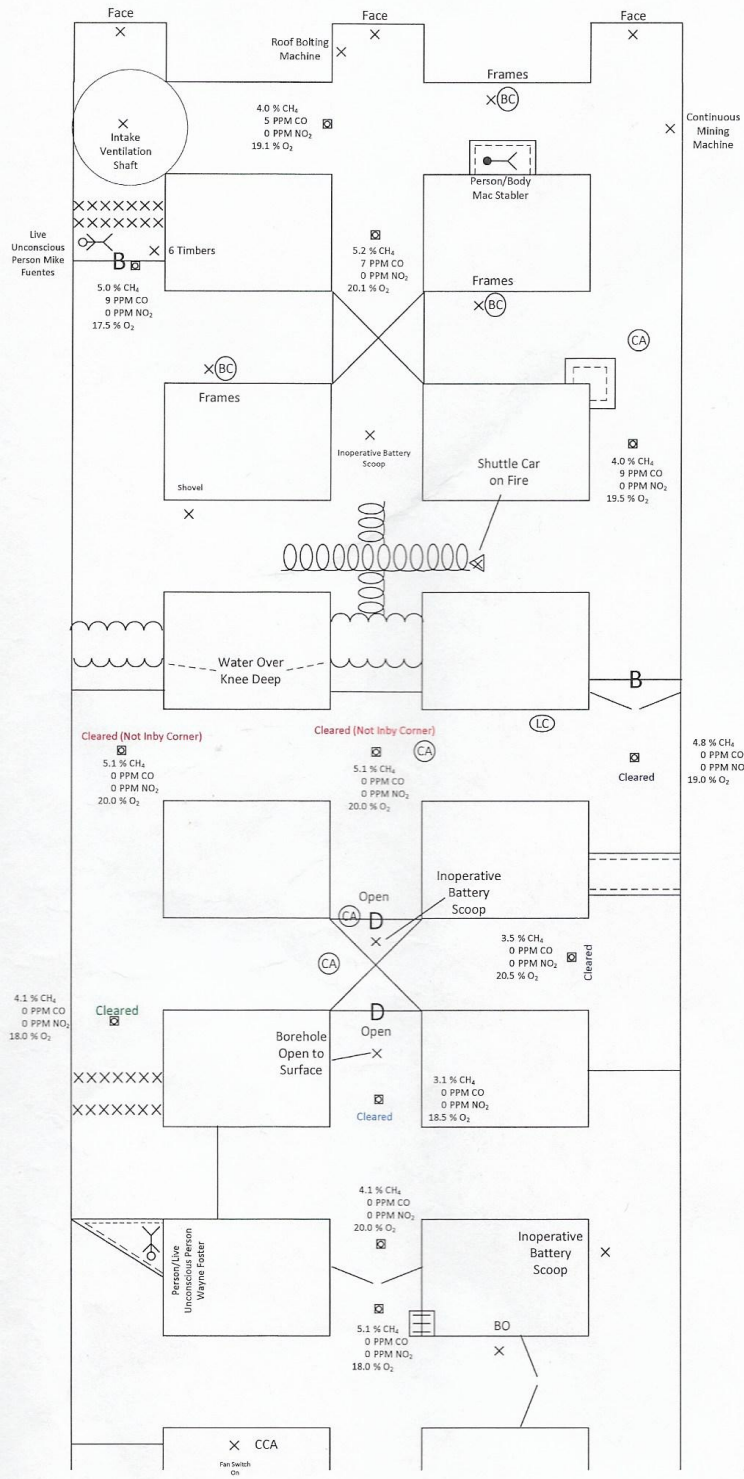 Face
Face
Face
Roof Bolting
Machine
Frames
BC
4.0 % CH₄
5 PPM CO
0 PPM NO₂
19.1 % O₂
Intake
Ventilation
Shaft
Continuous
Mining
Machine
Person/Body
Mac Stabler
Live
Unconscious
Person Mike
Fuentes
6 Timbers
B
5.0 % CH₄
9 PPM CO
0 PPM NO₂
17.5 % O₂
5.2 % CH₄
7 PPM CO
0 PPM NO₂
20.1 % O₂
Frames
BC
CA
BC
Frames
Inoperative Battery
Scoop
Shuttle Car
on Fire
4.0 % CH₄
9 PPM CO
0 PPM NO₂
19.5 % O₂
Shovel
Water Over
Knee Deep
B
LC
Cleared (Not Inby Corner)
5.1 % CH₄
0 PPM CO
0 PPM NO₂
20.0 % O₂
Cleared (Not Inby Corner)
CA
5.1 % CH₄
0 PPM CO
0 PPM NO₂
20.0 % O₂
Cleared
4.8 % CH₄
0 PPM CO
0 PPM NO
19.0 % O₂
Inoperative
Battery
Scoop
Open
CA
D
CA
3.5 % CH₄
0 PPM CO
0 PPM NO₂
20.5 % O₂
Cleared
4.1 % CH₄
0 PPM CO
0 PPM NO₂
18.0 % O₂
Cleared
D
Open
Borehole
Open to
Surface
3.1 % CH₄
0 PPM CO
0 PPM NO₂
18.5 % O₂
Cleared
4.1 % CH₄
0 PPM CO
0 PPM NO₂
20.0 % O₂
Person/Live
Unconscious Person
Wayne Foster
Inoperative
Battery
Scoop
5.1 % CH₄
0 PPM CO
0 PPM NO₂
18.0 % O₂
BO
CCA
Fan Switch
On